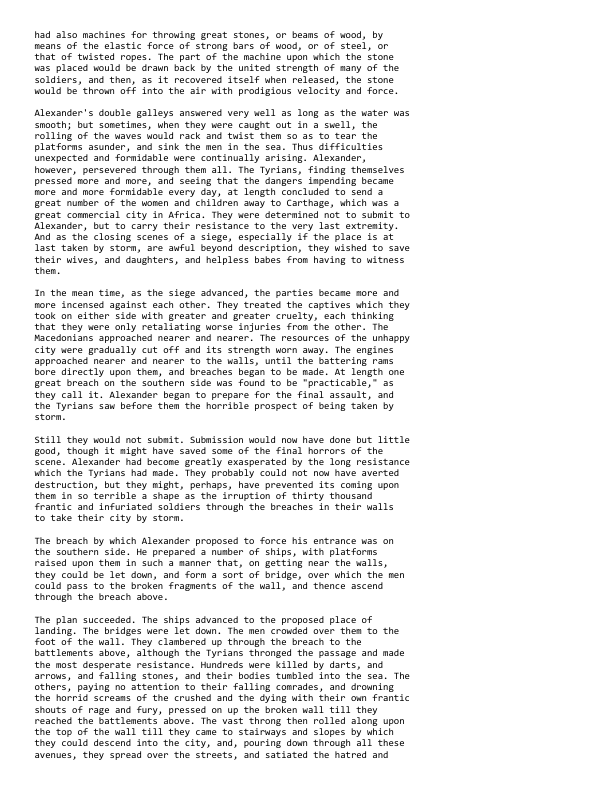 had also machines for throwing great stones, or beams of wood, by
means of the elastic force of strong bars of wood, or of steel, or
that of twisted ropes. The part of the machine upon which the stone
was placed would be drawn back by the united strength of many of the
soldiers, and then, as it recovered itself when released, the stone
would be thrown off into the air with prodigious velocity and force.
Alexander's double galleys answered very well as long as the water was
smooth; but sometimes, when they were caught out in a swell, the
rolling of the waves would rack and twist them so as to tear the
platforms asunder, and sink the men in the sea. Thus difficulties
unexpected and formidable were continually arising. Alexander,
however, persevered through them all. The Tyrians, finding themselves
pressed more and more, and seeing that the dangers impending became
more and more formidable every day, at length concluded to send a
great number of the women and children away to Carthage, which was a
great commercial city in Africa. They were determined not to submit to
Alexander, but to carry their resistance to the very last extremity.
And as the closing scenes of a siege, especially if the place is at
last taken by storm, are awful beyond description, they wished to save
their wives, and daughters, and helpless babes from having to witness
them.
In the mean time, as the siege advanced, the parties became more and
more incensed against each other. They treated the captives which they
took on either side with greater and greater cruelty, each thinking
that they were only retaliating worse injuries from the other. The
Macedonians approached nearer and nearer. The resources of the unhappy
city were gradually cut off and its strength worn away. The engines
approached nearer and nearer to the walls, until the battering rams
bore directly upon them, and breaches began to be made. At length one
great breach on the southern side was found to be "practicable," as
they call it. Alexander began to prepare for the final assault, and
the Tyrians saw before them the horrible prospect of being taken by
storm.
Still they would not submit. Submission would now have done but little
good, though it might have saved some of the final horrors of the
scene. Alexander had become greatly exasperated by the long resistance
which the Tyrians had made. They probably could not now have averted
destruction, but they might, perhaps, have prevented its coming upon
them in so terrible a shape as the irruption of thirty thousand
frantic and infuriated soldiers through the breaches in their walls
to take their city by storm.
The breach by which Alexander proposed to force his entrance was on
the southern side. He prepared a number of ships, with platforms
raised upon them in such a manner that, on getting near the walls,
they could be let down, and form a sort of bridge, over which the men
could pass to the broken fragments of the wall, and thence ascend
through the breach above.
The plan succeeded. The ships advanced to the proposed place of
landing. The bridges were let down. The men crowded over them to the
foot of the wall. They clambered up through the breach to the
battlements above, although the Tyrians thronged the passage and made
the most desperate resistance. Hundreds were killed by darts, and
arrows, and falling stones, and their bodies tumbled into the sea. The
others, paying no attention to their falling comrades, and drowning
the horrid screams of the crushed and the dying with their own frantic
shouts of rage and fury, pressed on up the broken wall till they
reached the battlements above. The vast throng then rolled along upon
the top of the wall till they came to stairways and slopes by which
they could descend into the city, and, pouring down through all these
avenues, they spread over the streets, and satiated the hatred and